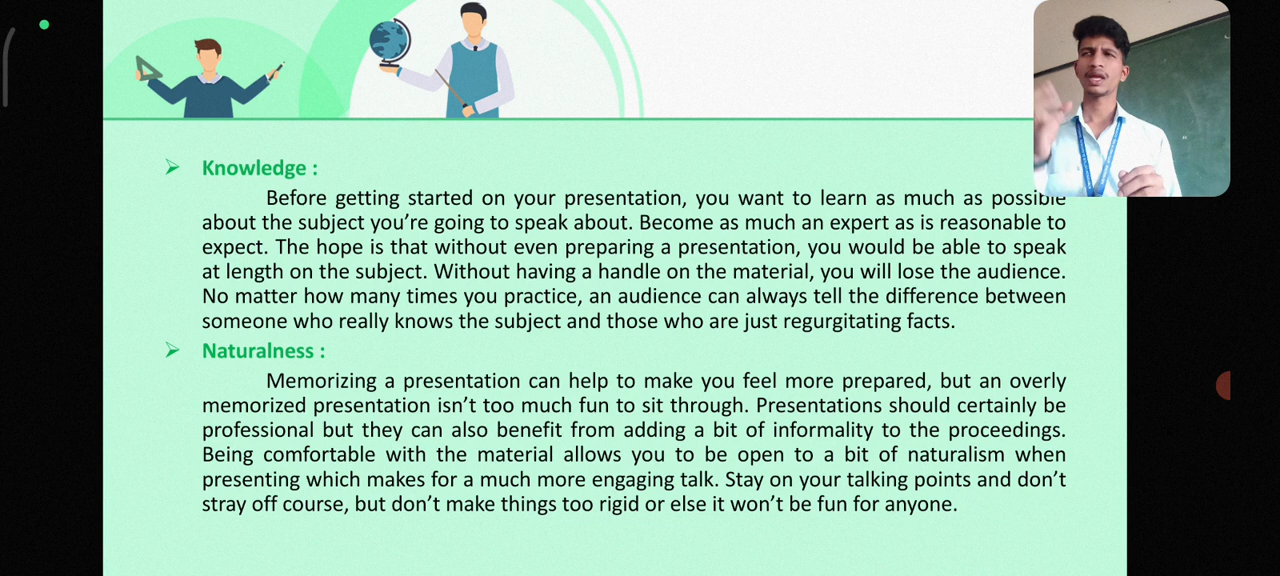 Knowledge :
Before getting started on your presentation, you want to learn as much as possible
about the subject you’re going to speak about. Become as much an expert as is reasonable to
expect. The hope is that without even preparing a presentation, you would be able to speak
at length on the subject. Without having a handle on the material, you will lose the audience.
No matter how many times you practice, an audience can always tell the difference between
someone who really knows the subject and those who are just regurgitating facts.
Naturalness :
Memorizing a presentation can help to make you feel more prepared, but an overly
memorized presentation isn’t too much fun to sit through. Presentations should certainly be
professional but they can also benefit from adding a bit of informality to the proceedings.
Being comfortable with the material allows you to be open to a bit of naturalism when
presenting which makes for a much more engaging talk. Stay on your talking points and don’t
stray off course, but don’t make things too rigid or else it won’t be fun for anyone.